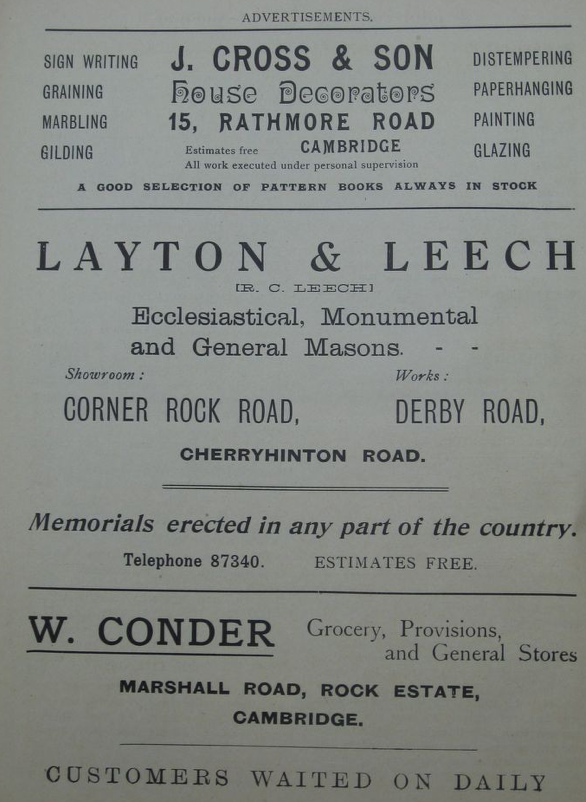 ADVERTISEMENTS.
SIGN WRITING
GRAINING
MARBLING
GILDING
J. CROSS & SON
House Decorators
15, RATHMORE ROAD
Estimates free CAMBRIDGE
All work executed under personal supervision
DISTEMPERING
PAPERHANGING
PAINTING
GLAZING
A GOOD SELECTION OF PATTERN BOOKS ALWAYS IN STOCK
LAYTON & LEECH
[R. C. LEECH]
Ecclesiastical, Monumental
and General Masons. - -
Showroom : Works :
CORNER ROCK ROAD, DERBY ROAD,
CHERRYHINTON ROAD.
Memorials erected in any part of the country.
Telephone 87340. ESTIMATES FREE.
W. CONDER
Grocery, Provisions,
and General Stores
MARSHALL ROAD, ROCK ESTATE,
CAMBRIDGE.
CUSTOMERS WAITED ON DAILY